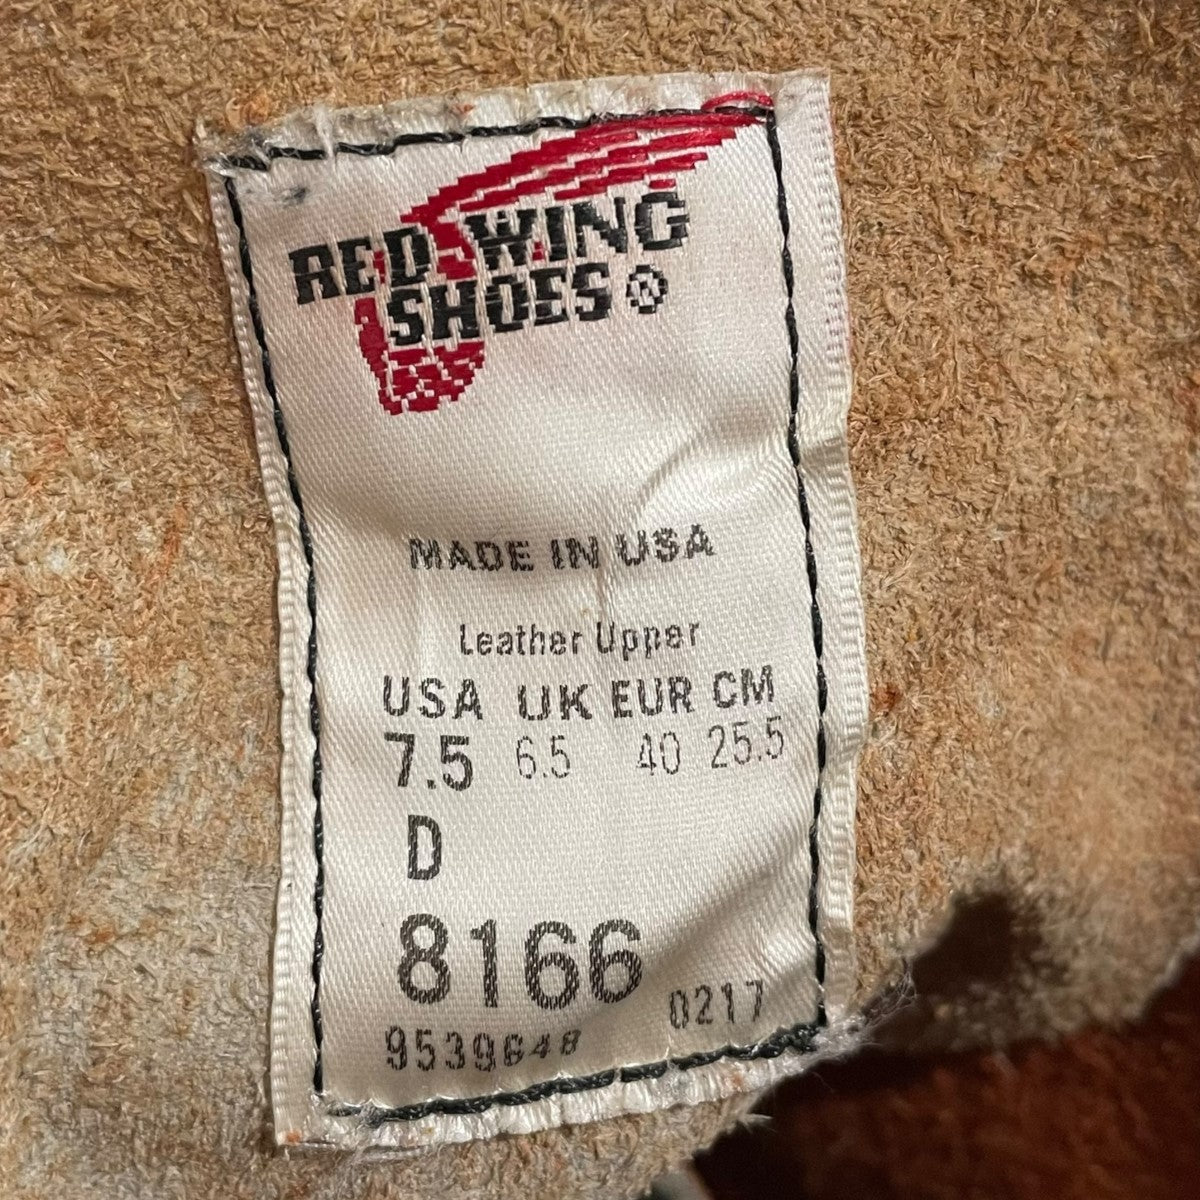 RED WING
SHOES ®
MADE IN USA
Leather Upper
USA UK EUR CM
7.5 6.5 40 25.5
D
8166
0217
9539648